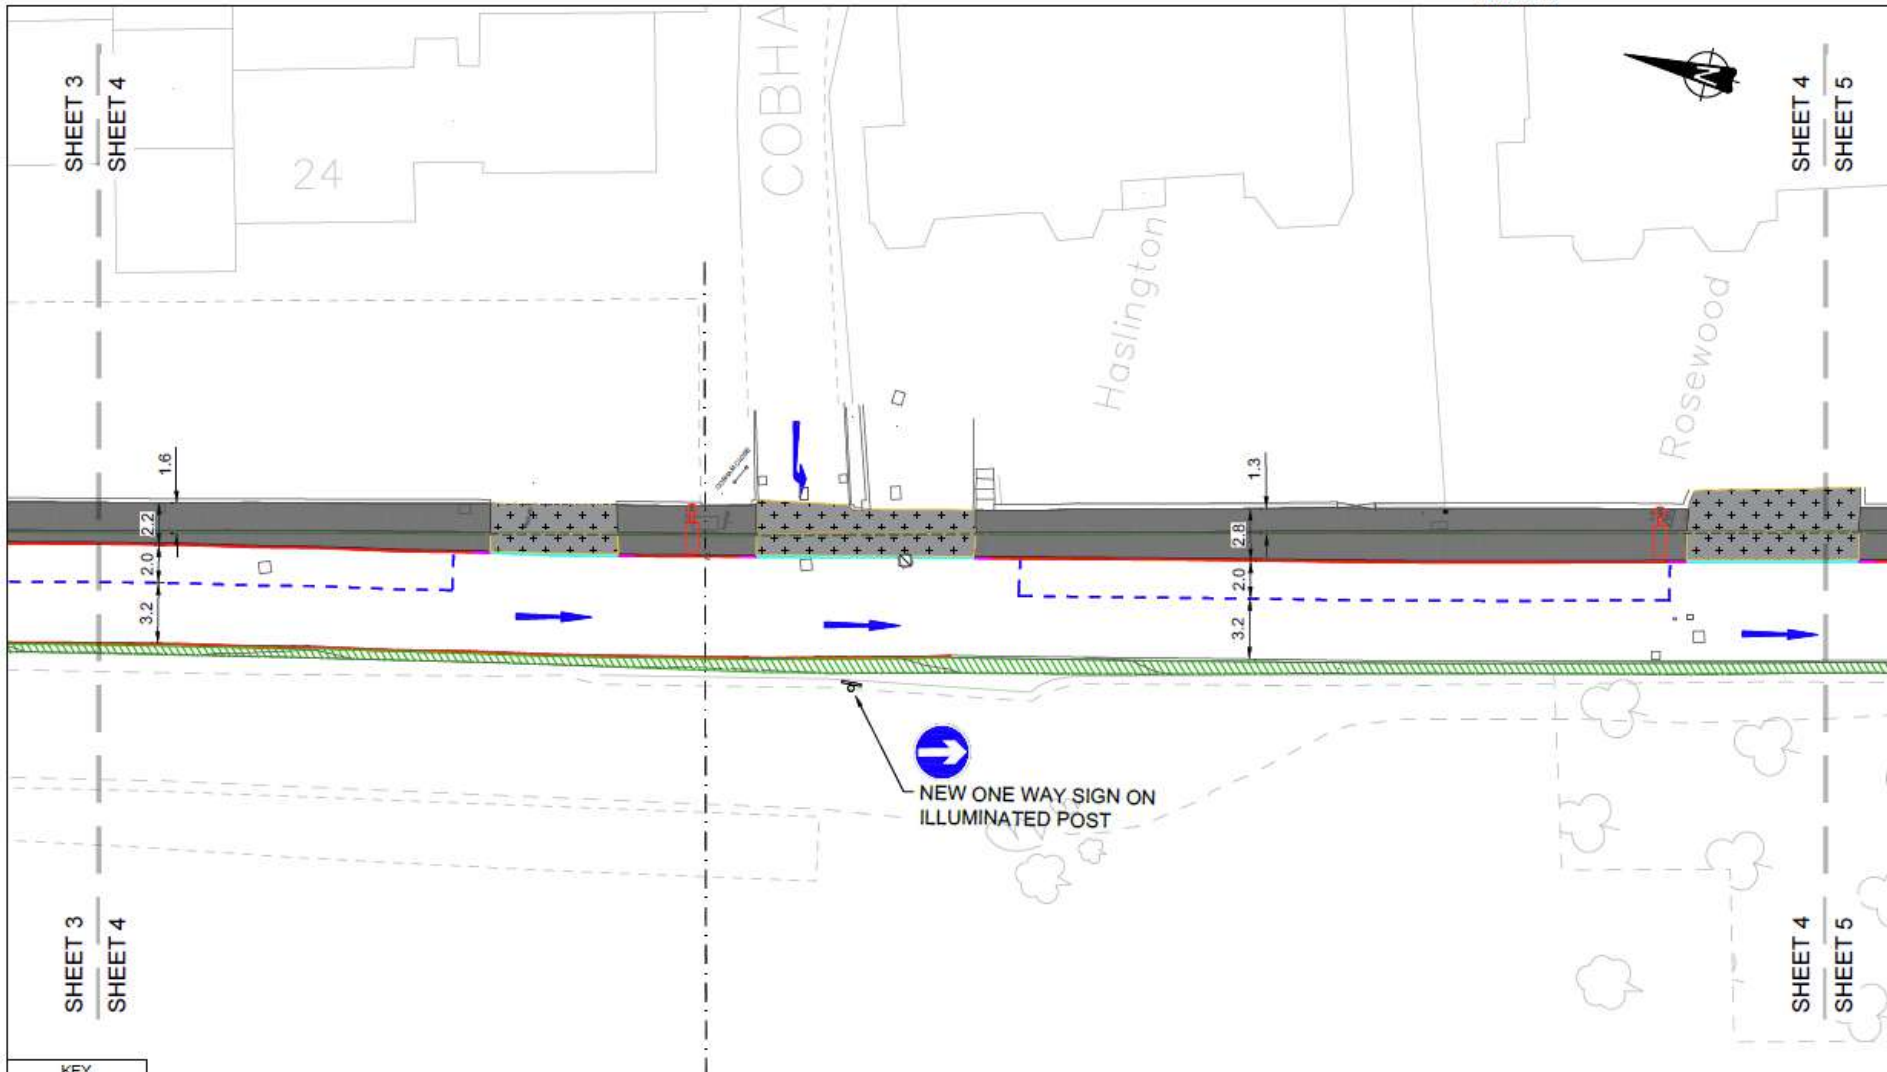 SHEET 3
SHEET 4
24
COBHA
N
SHEET 4
SHEET 5
Haslington
Rosewood
1.6
2.2
2.0
3.2
COBHAM CLOSE
1.3
2.8
2.0
3.2
NEW ONE WAY SIGN ON
ILLUMINATED POST
SHEET 3
SHEET 4
SHEET 4
SHEET 5
KEY